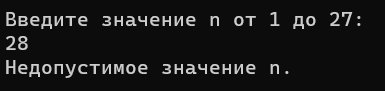 Введите значение n от 1 до 27:
28
Недопустимое значение n.